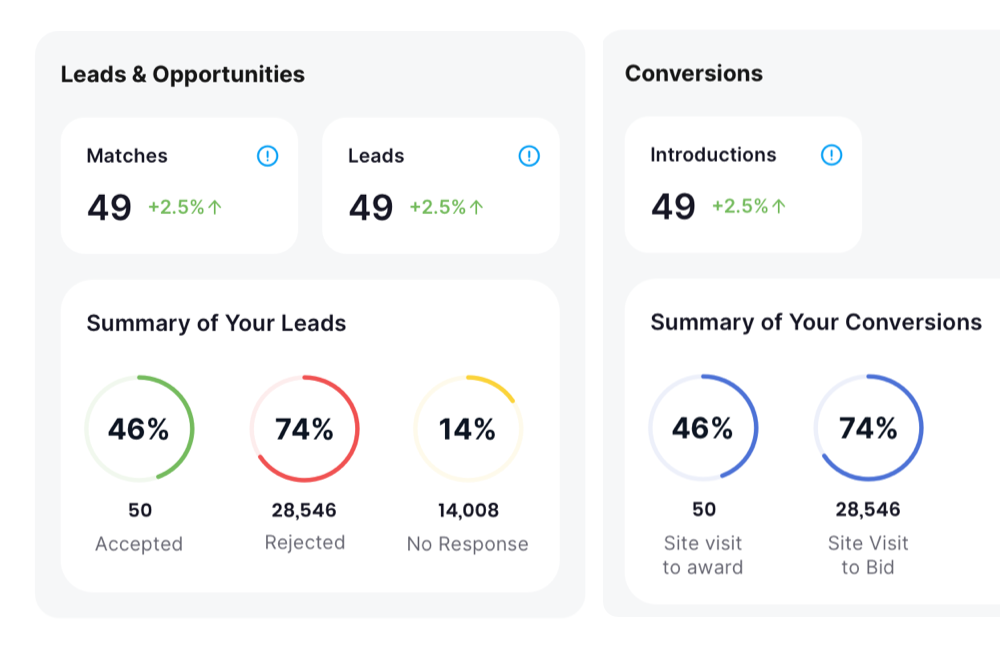 Leads & Opportunities
Matches
49 +2.5%↑
Leads
49 +2.5%↑
Summary of Your Leads
46%
50
Accepted
74%
28,546
Rejected
14%
14,008
No Response
Conversions
Introductions
49 +2.5%↑
Summary of Your Conversions
46%
50
Site visit
to award
74%
28,546
Site Visit
to Bid